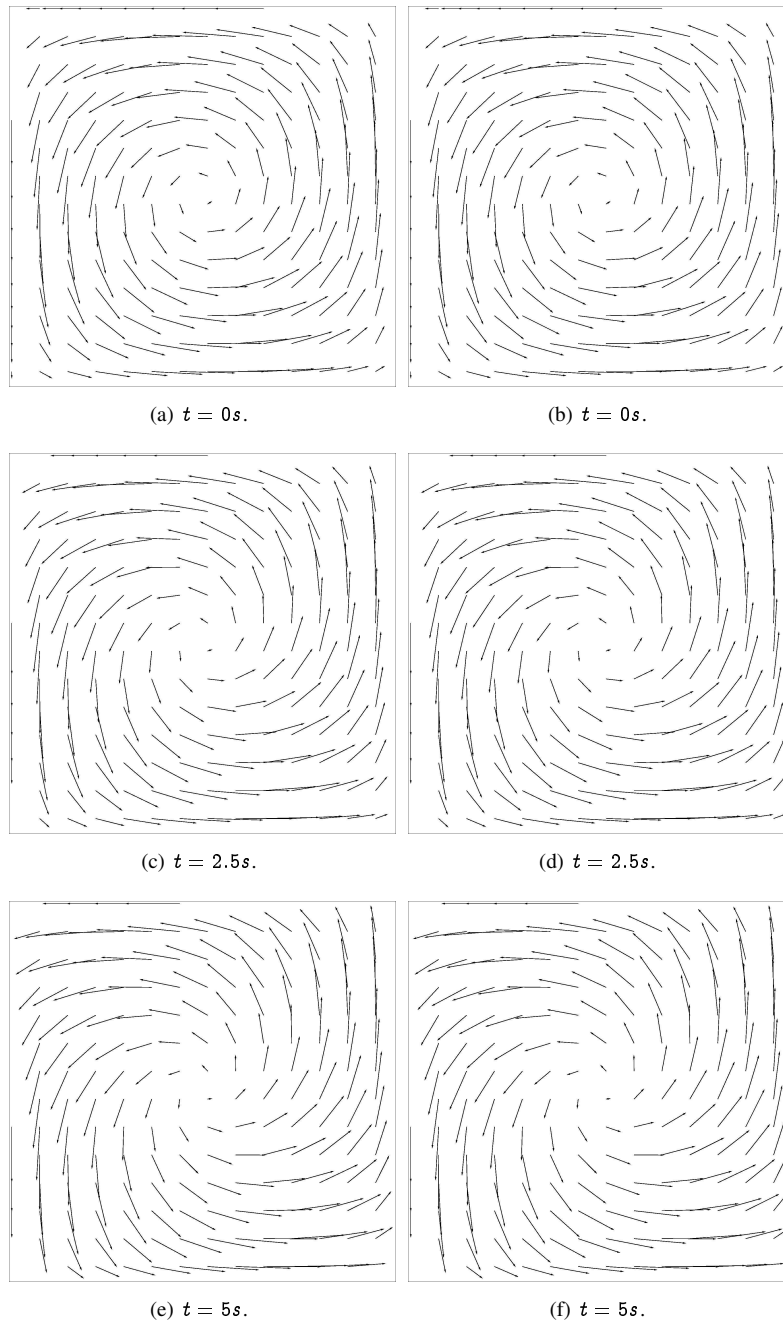 (a) t = 0s.
(b) t = 0s.
(c) t = 2.5s.
(d) t = 2.5s.
(e) t = 5s.
(f) t = 5s.